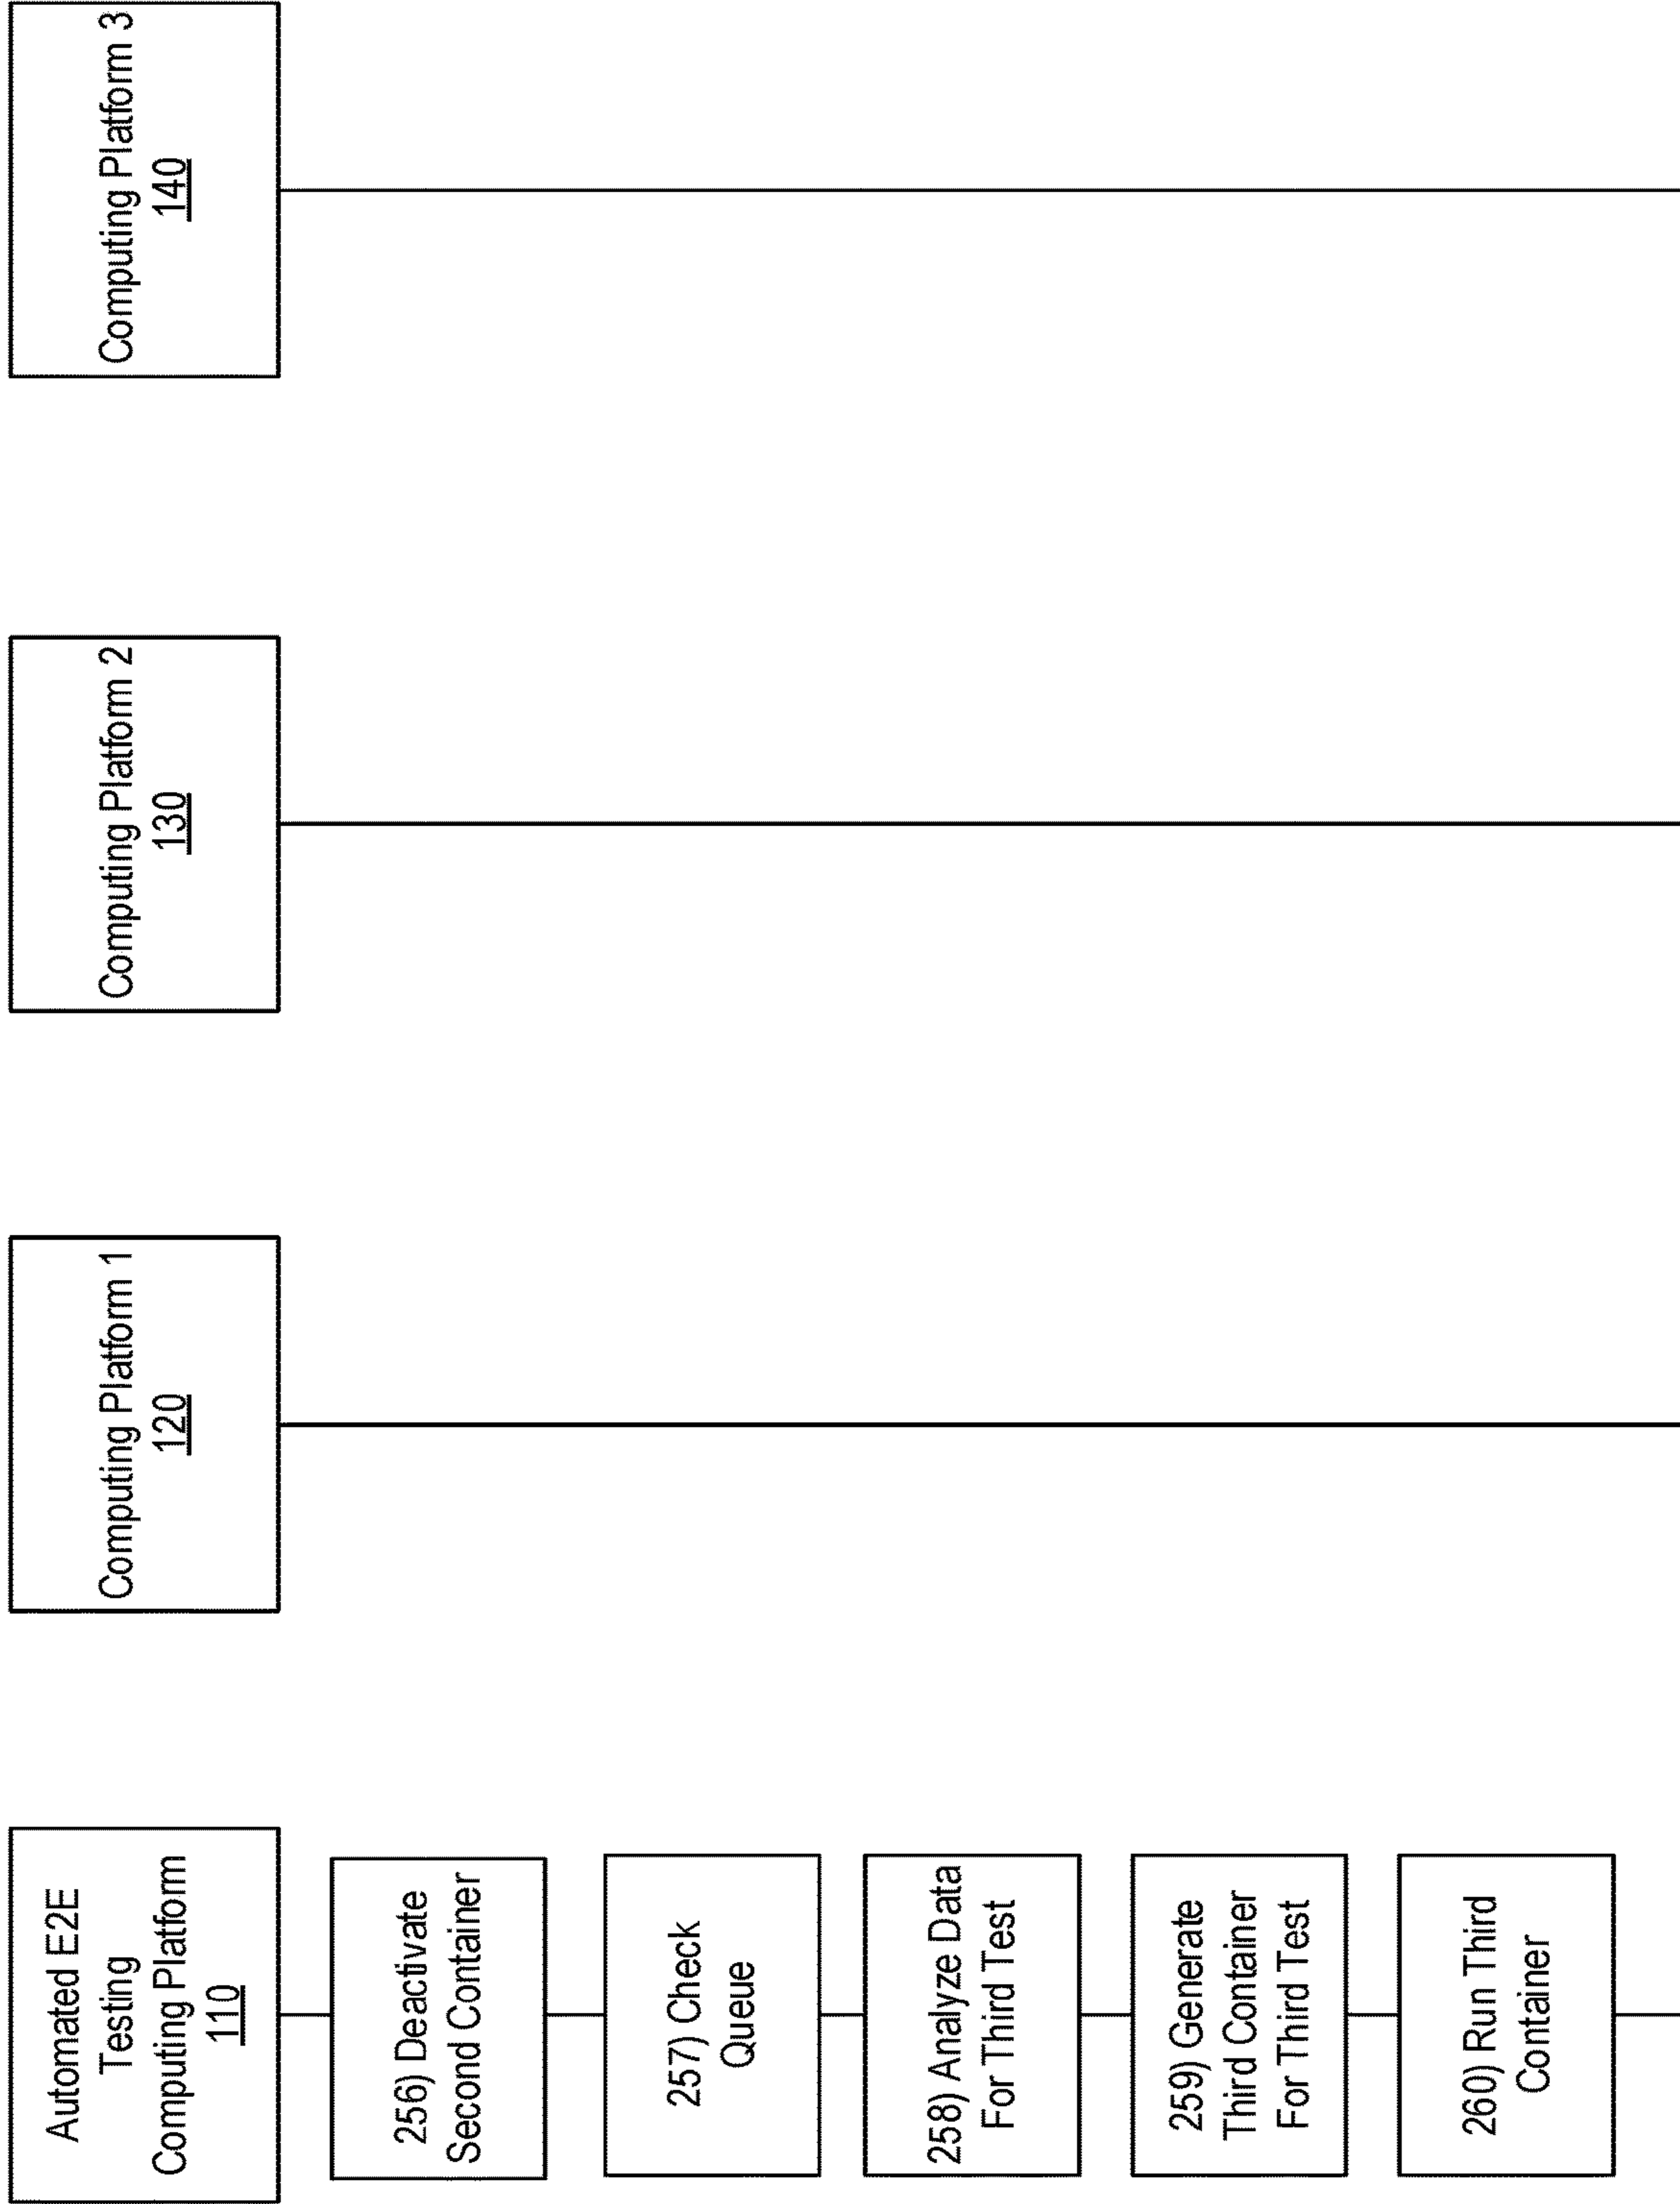 Automated E2E
Testing
Computing Platform
110
Computing Platform 1
120
Computing Platform 2
130
Computing Platform 3
140
256) Deactivate
Second Container
257) Check
Queue
258) Analyze Data
For Third Test
259) Generate
Third Container
For Third Test
260) Run Third
Container